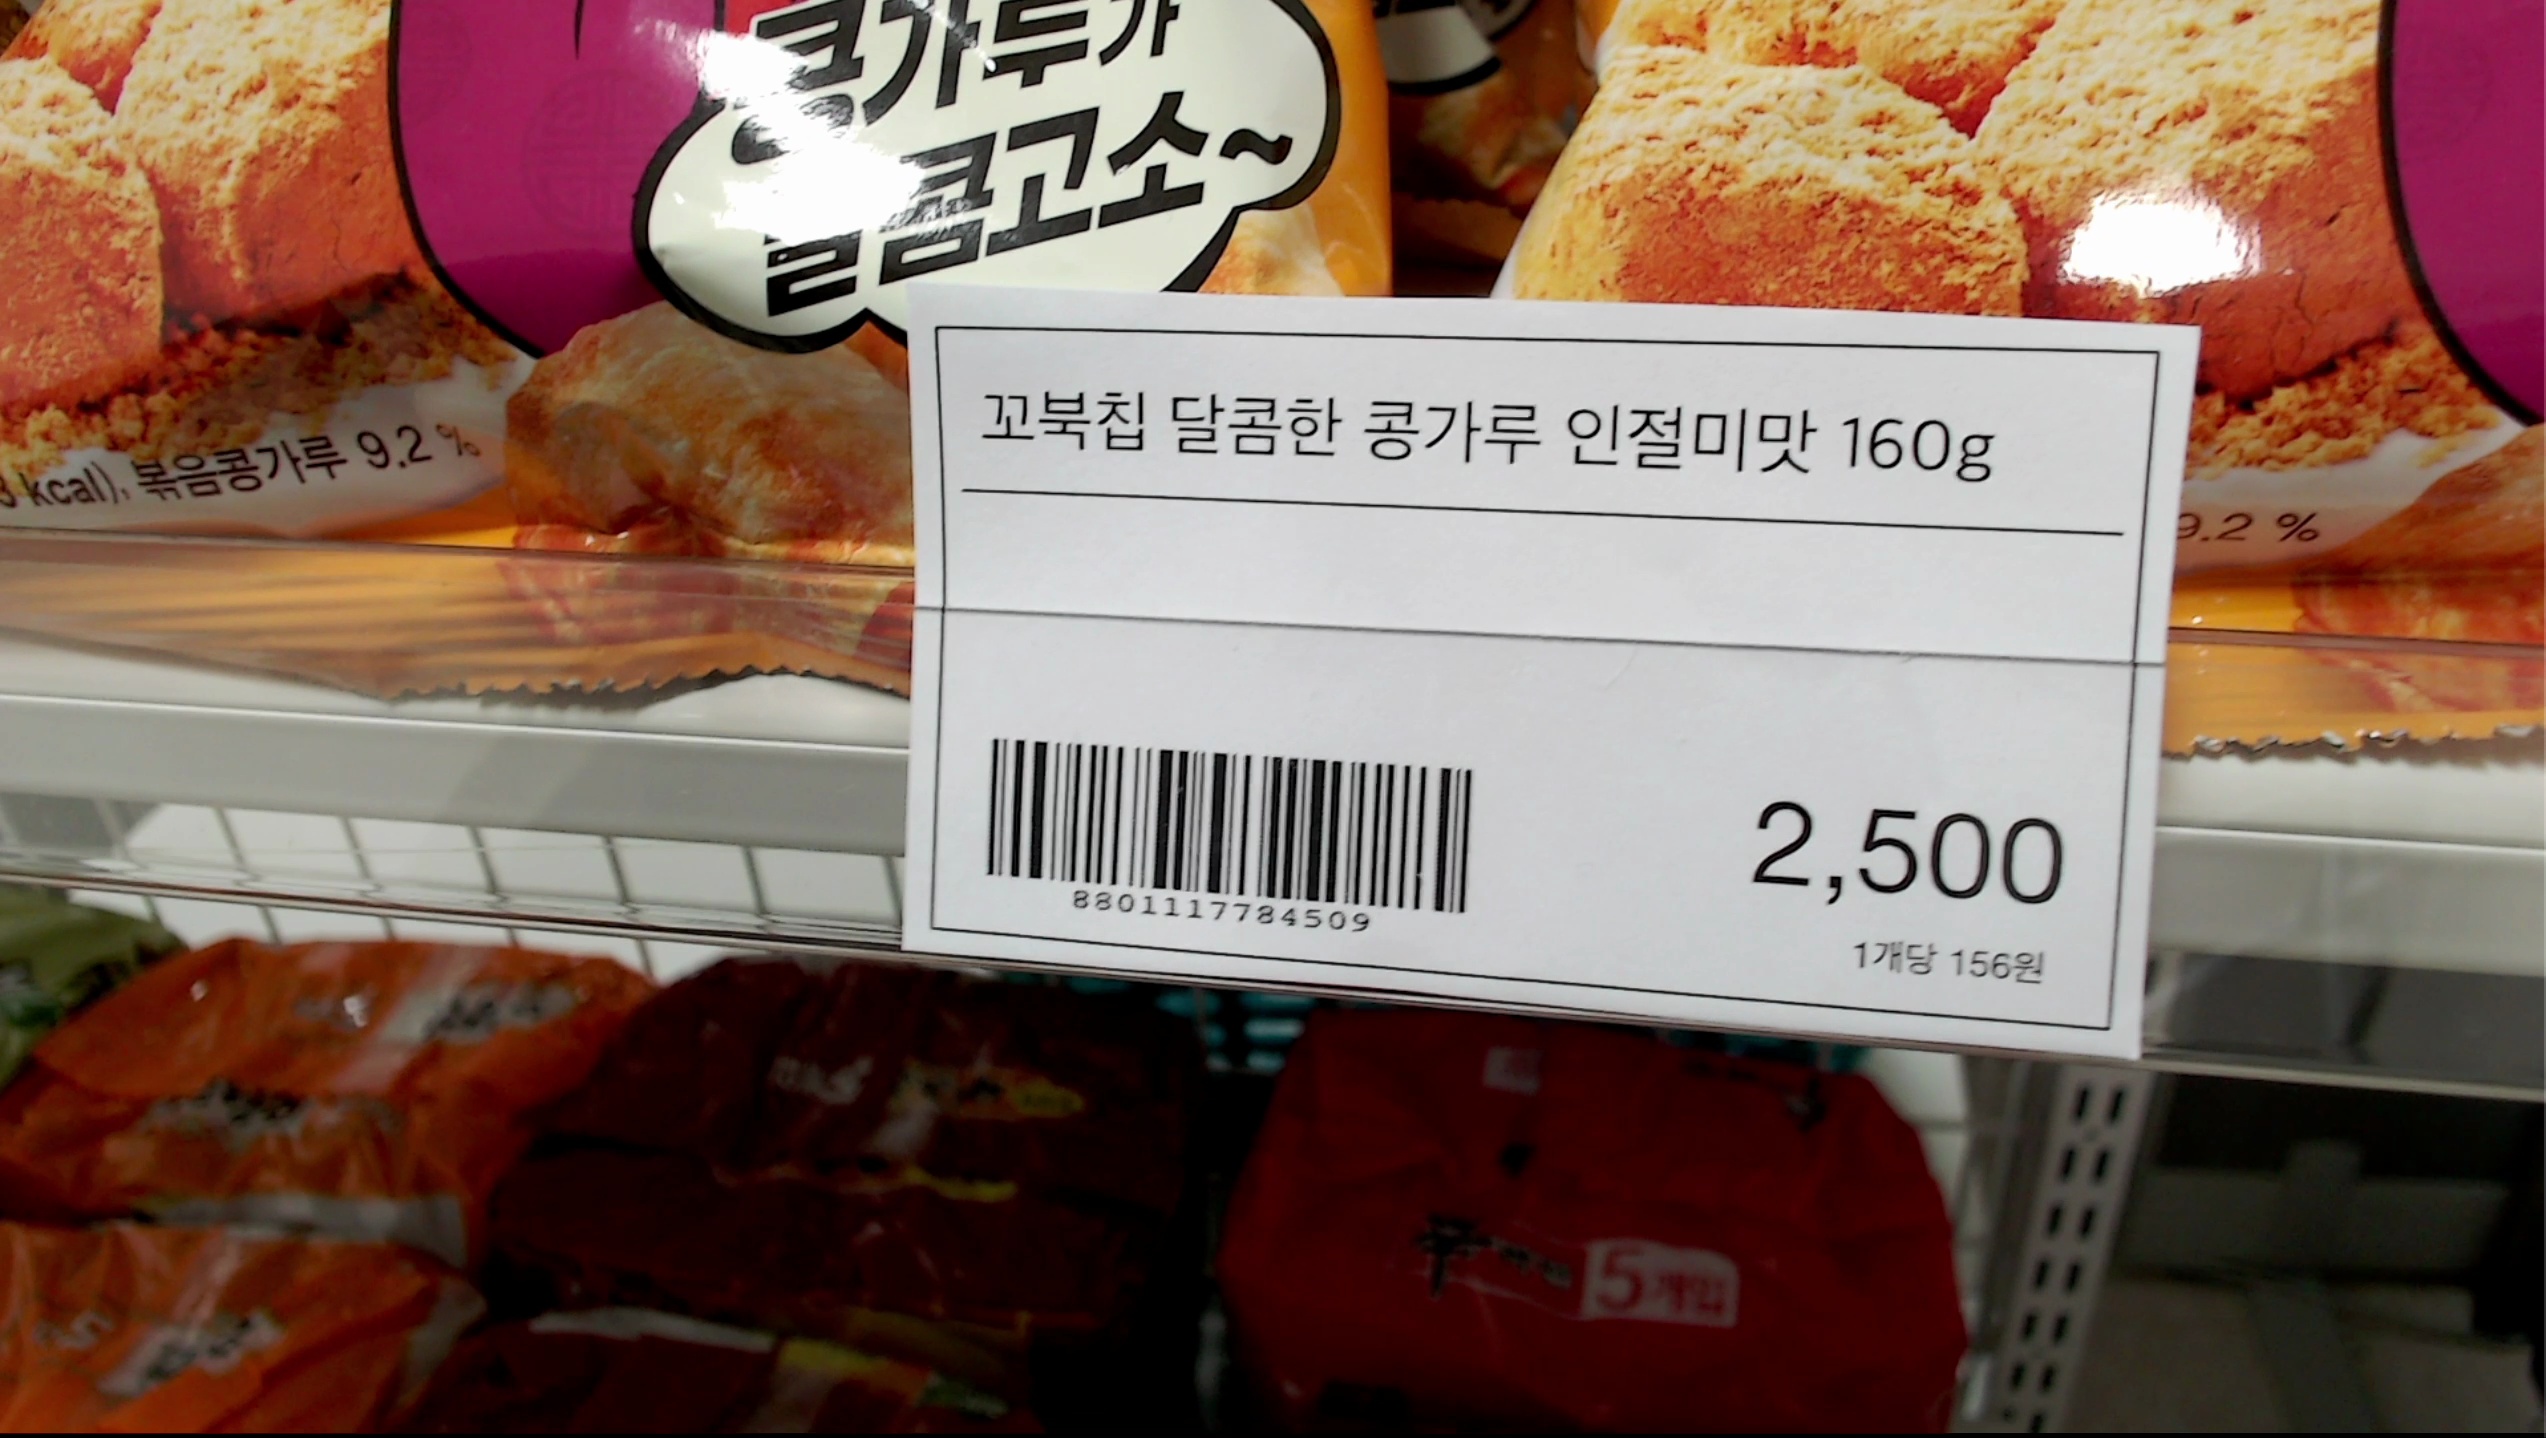 콩가루가
달콤고소~
kcal), 볶음콩가루 9.2 %
9.2 %
꼬북칩 달콤한 콩가루 인절미맛 160g
8801117784509
2,500
1개당 156원
5개입